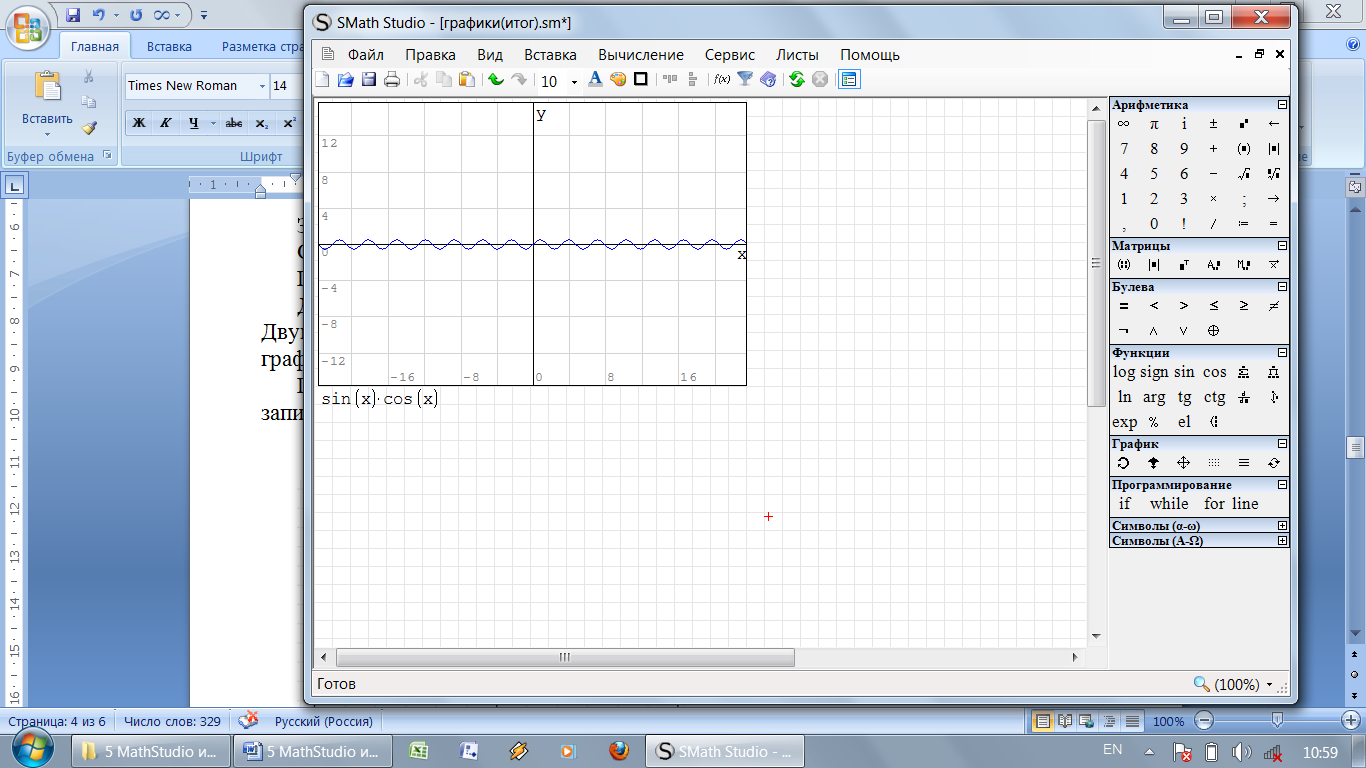 SMath Studio - [графики(итог).sm*]
Главная Вставка Разметка стра
Файл Правка Вид Вставка Вычисление Сервис Листы Помощь
10 A f(x)
Times New Roman 14
Вставить
Ж К Ч abc x₂ x²
Буфер обмена Шрифт
Двун
граф
запи
y
12
8
4
0
-4
-8
-12
-16 -8 0 8 16
x
sin(x)·cos(x)
Арифметика
∞ π i ±
←
7 8 9 +
4 5 6 − √
1 2 3 × ; →
, 0 ! / := =
Матрицы
Булева
= < > ≤ ≥ ≠
¬ ∧ ∨ ⊕
Функции
log sign sin cos
ln arg tg ctg
exp % el
График
Программирование
if while for line
Символы (α-ω)
Символы (Α-Ω)
Готов
(100%)
Страница: 4 из 6 Число слов: 329 Русский (Россия) 100%
5 MathStudio и... 5 MathStudio и... SMath Studio - ... EN 10:59